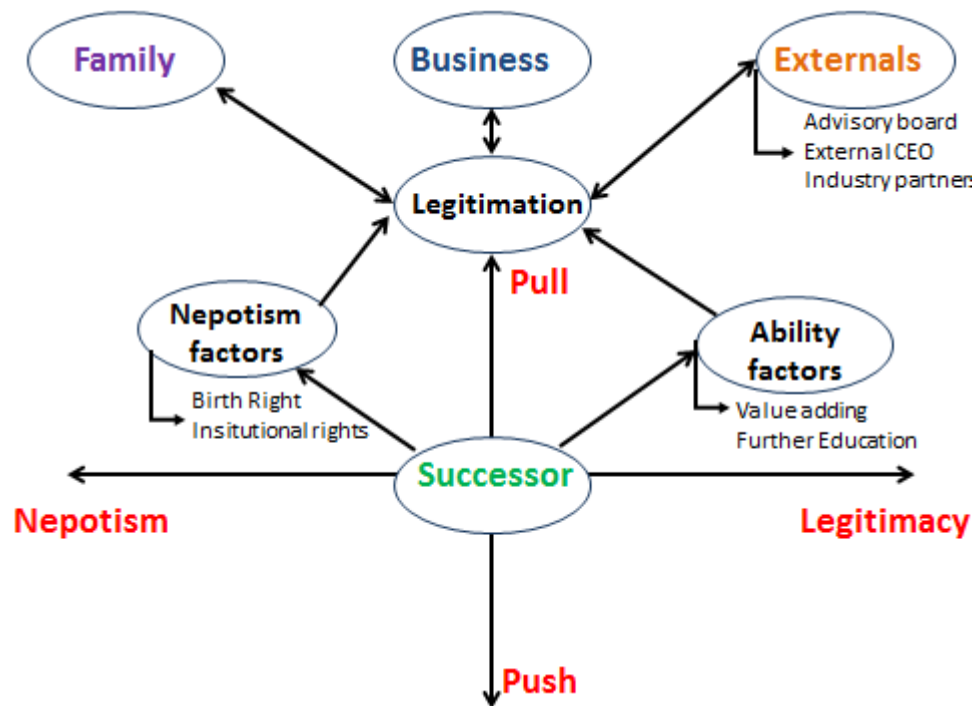 Family
Business
Externals
Advisory board
External CEO
Industry partners
Legitimation
Pull
Nepotism
factors
Ability
factors
Birth Right
Insitutional rights
Value adding
Further Education
Successor
Nepotism
Legitimacy
Push